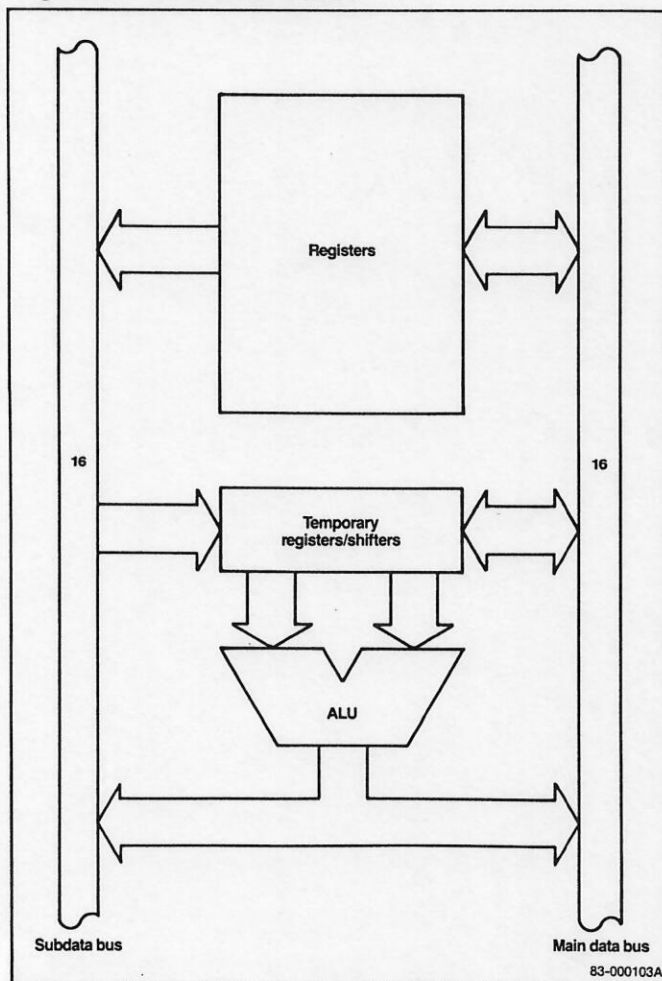 Registers
16
16
Temporary
registers/shifters
ALU
Subdata bus
Main data bus
83-000103A